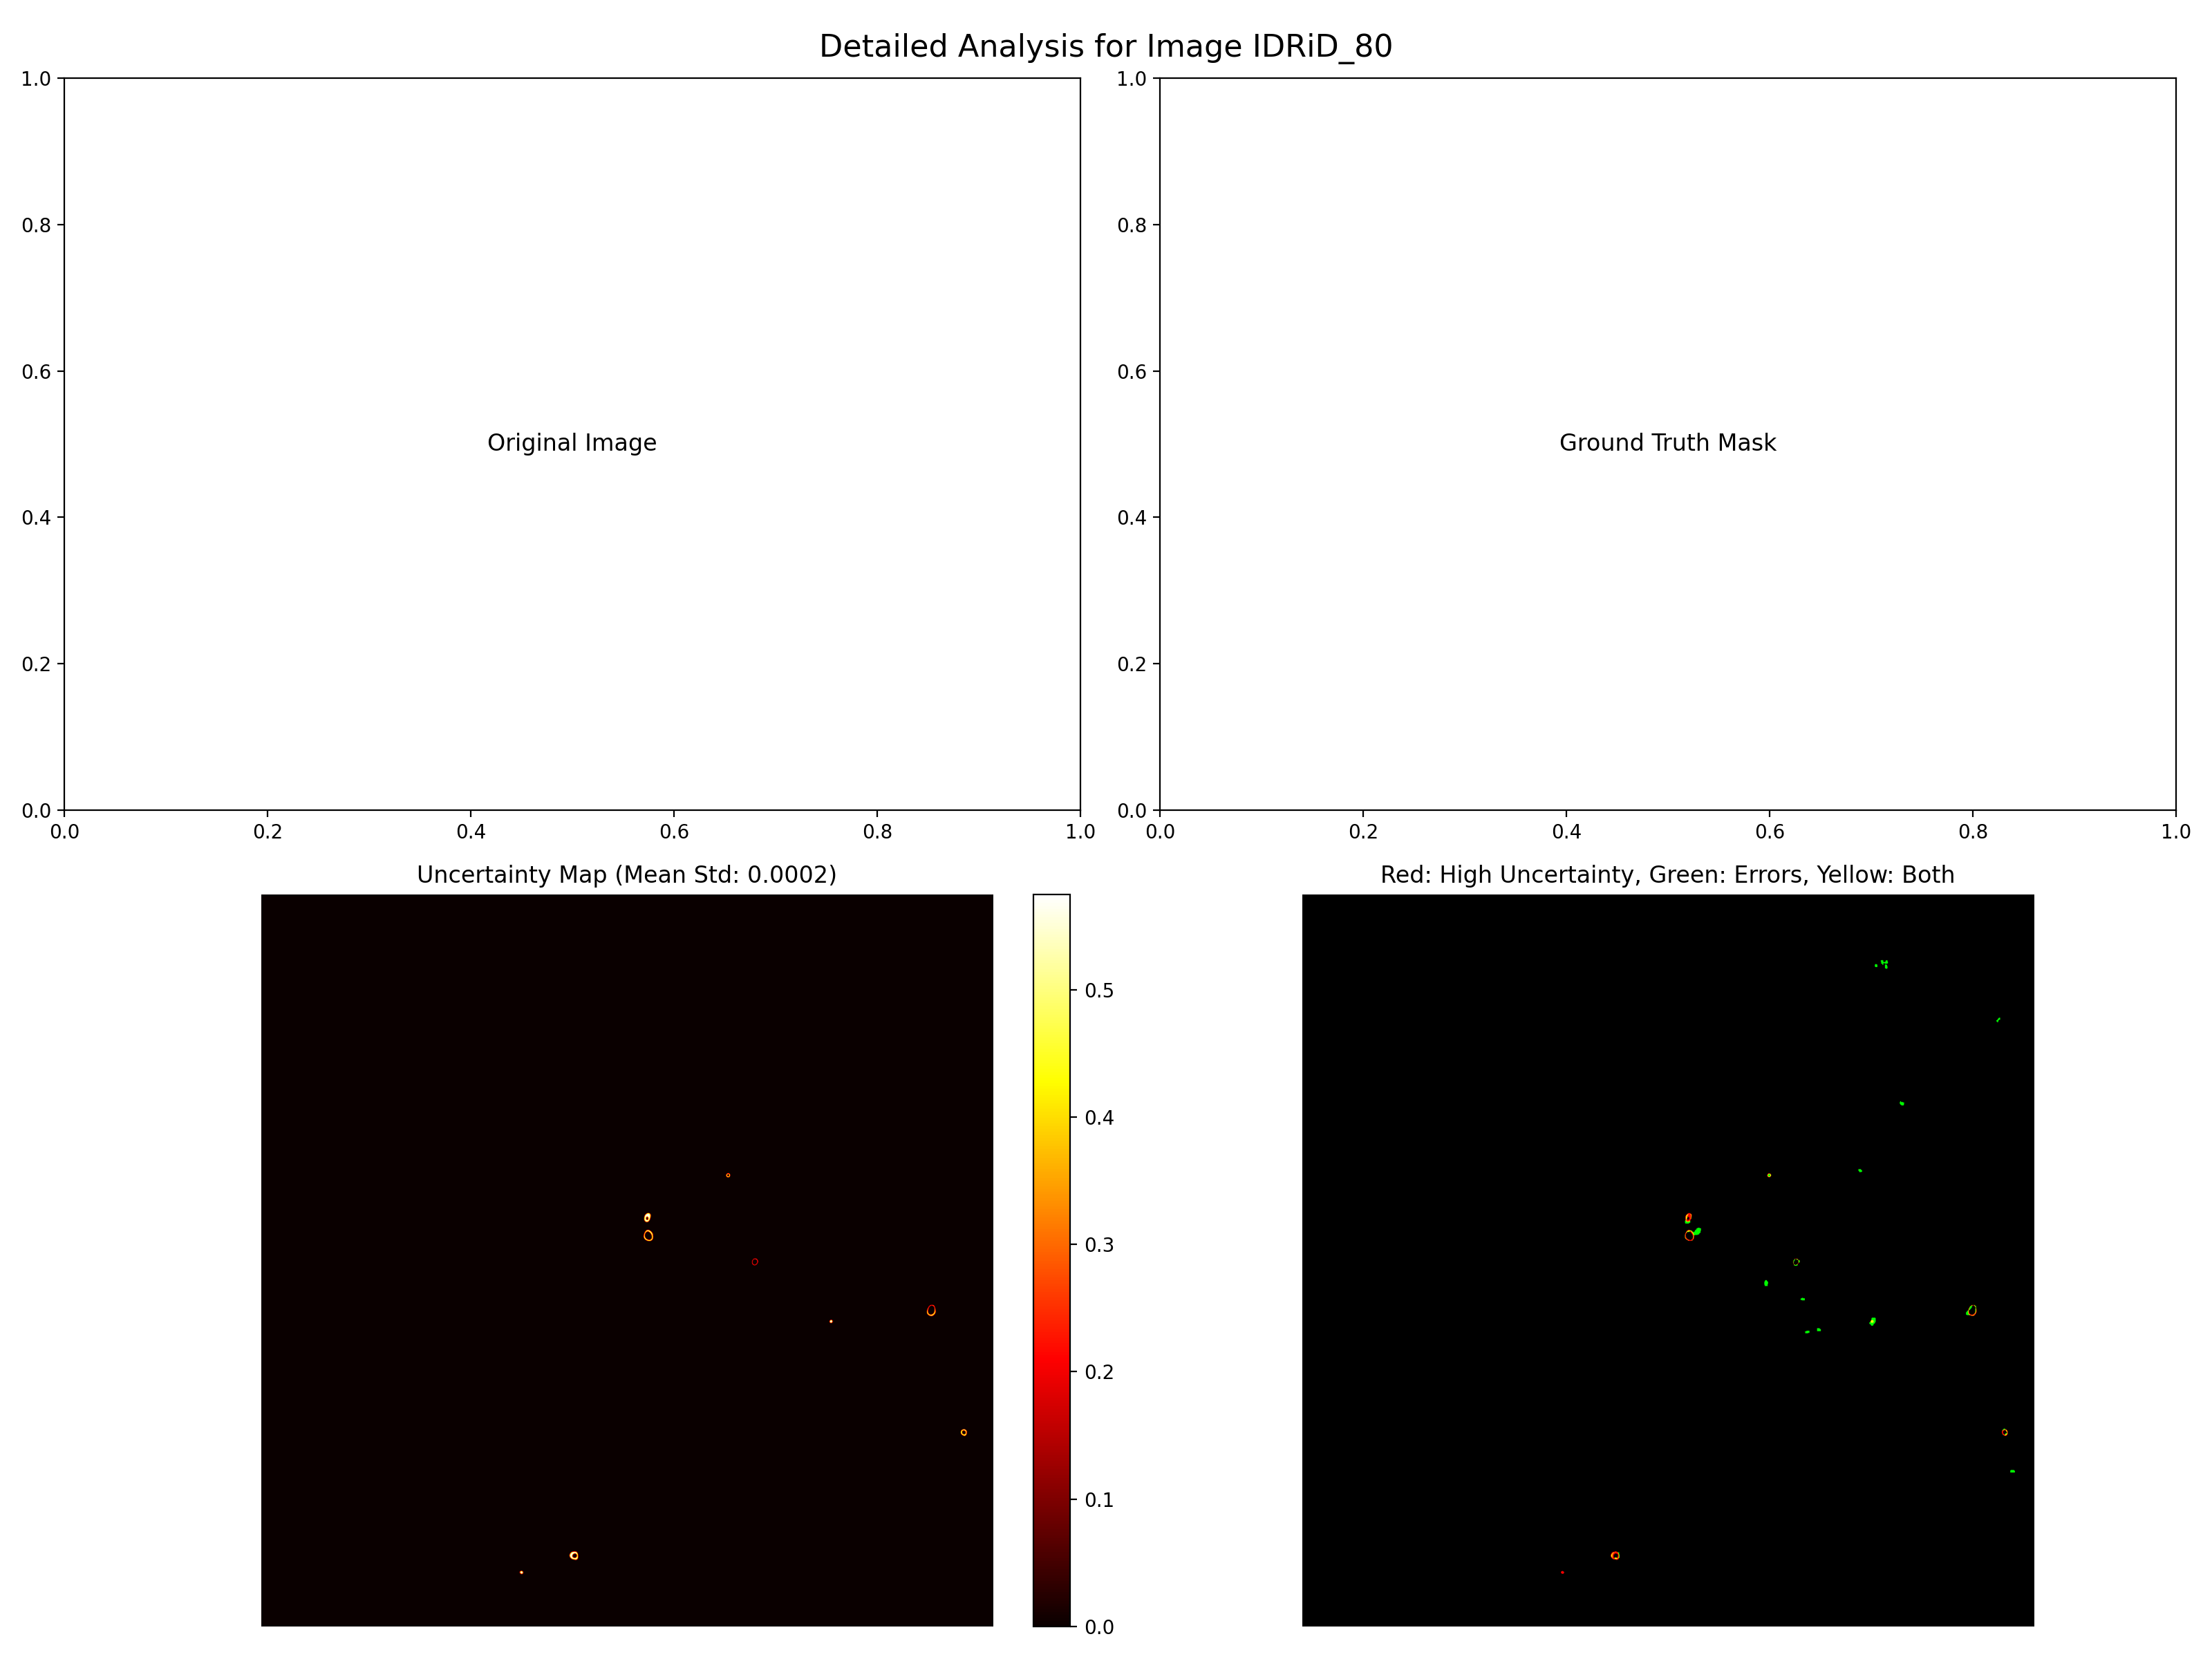 Detailed Analysis for Image IDRiD_80
1.0
0.8
0.6
0.4
0.2
0.0
Original Image
0.0 0.2 0.4 0.6 0.8 1.0
1.0
0.8
0.6
0.4
0.2
0.0
Ground Truth Mask
0.0 0.2 0.4 0.6 0.8 1.0
Uncertainty Map (Mean Std: 0.0002)
0.5
0.4
0.3
0.2
0.1
0.0
Red: High Uncertainty, Green: Errors, Yellow: Both